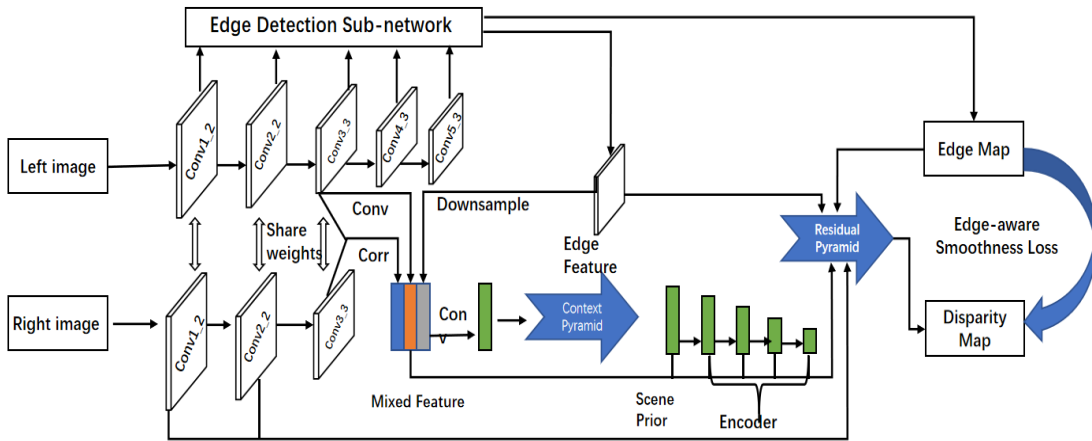 Edge Detection Sub-network
Conv1_2
Conv2_2
Conv3_3
Conv4_3
Conv5_3
Left image
Edge Map
Conv
Downsample
Share
weights
Corr
Edge
Feature
Residual
Pyramid
Edge-aware
Smoothness Loss
Right image
Conv1_2
Conv2_2
Conv3_3
Con
v
Context
Pyramid
Disparity
Map
Mixed Feature
Scene
Prior
Encoder